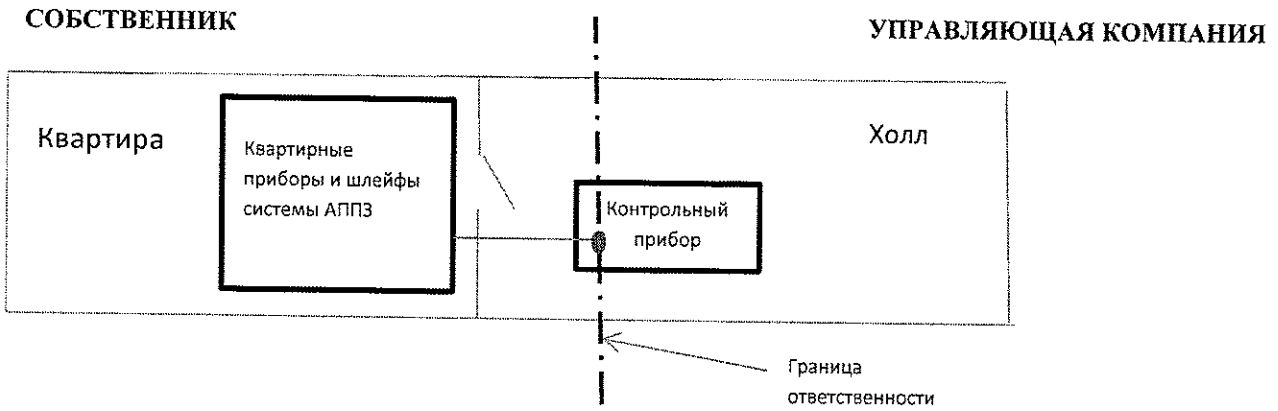 СОБСТВЕННИК
УПРАВЛЯЮЩАЯ КОМПАНИЯ
Квартира
Квартирные
приборы и шлейфы
системы АППЗ
Контрольный
прибор
Холл
Граница
ответственности